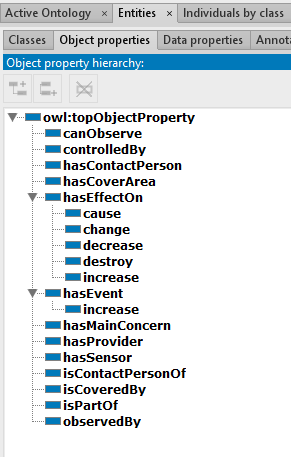 Active Ontology × Entities × Individuals by class
Classes Object properties Data properties Annota
Object property hierarchy:
owl:topObjectProperty
canObserve
controlledBy
hasContactPerson
hasCoverArea
hasEffectOn
cause
change
decrease
destroy
increase
hasEvent
increase
hasMainConcern
hasProvider
hasSensor
isContactPersonOf
isCoveredBy
isPartOf
observedBy